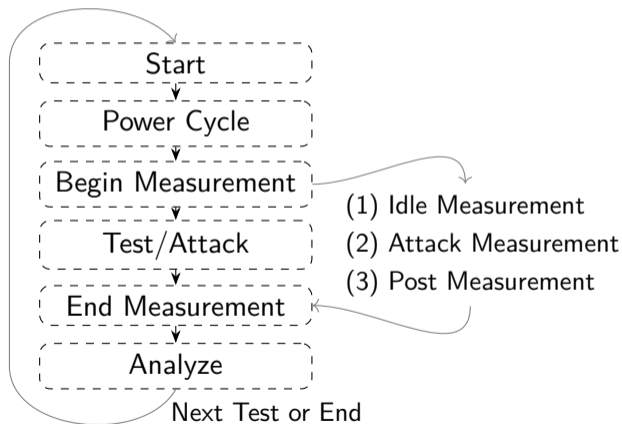 Start
Power Cycle
Begin Measurement
Test/Attack
End Measurement
Analyze
(1) Idle Measurement
(2) Attack Measurement
(3) Post Measurement
Next Test or End